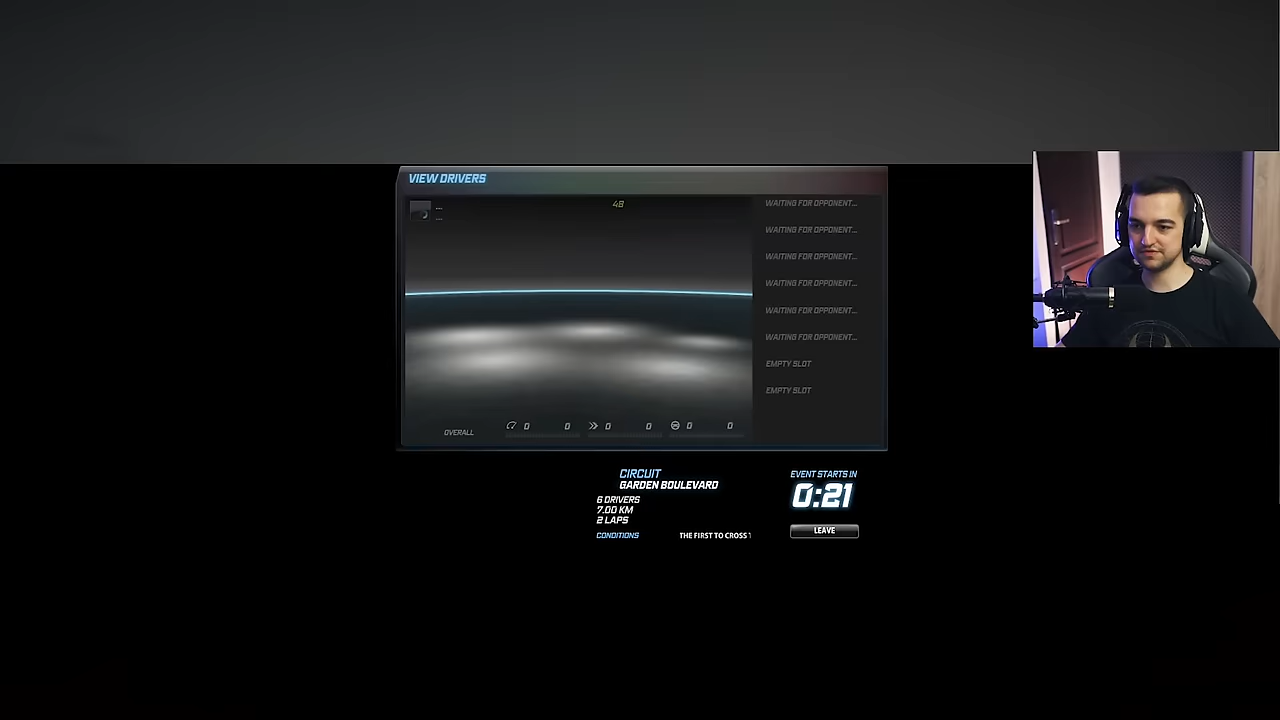 VIEW DRIVERS
...
...
48
WAITING FOR OPPONENT...
WAITING FOR OPPONENT...
WAITING FOR OPPONENT...
WAITING FOR OPPONENT...
WAITING FOR OPPONENT...
WAITING FOR OPPONENT...
EMPTY SLOT
EMPTY SLOT
OVERALL 0 0 0 0 0 0
CIRCUIT
GARDEN BOULEVARD
6 DRIVERS
7.00 KM
2 LAPS
CONDITIONS THE FIRST TO CROSS
EVENT STARTS IN
0:21
LEAVE